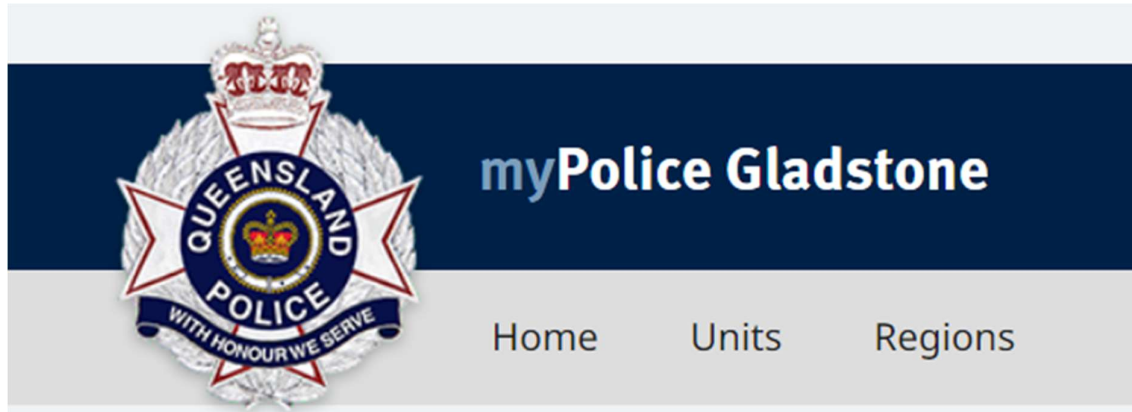 QUEENSLAND
POLICE
WITH HONOUR WE SERVE
myPolice Gladstone
Home Units Regions